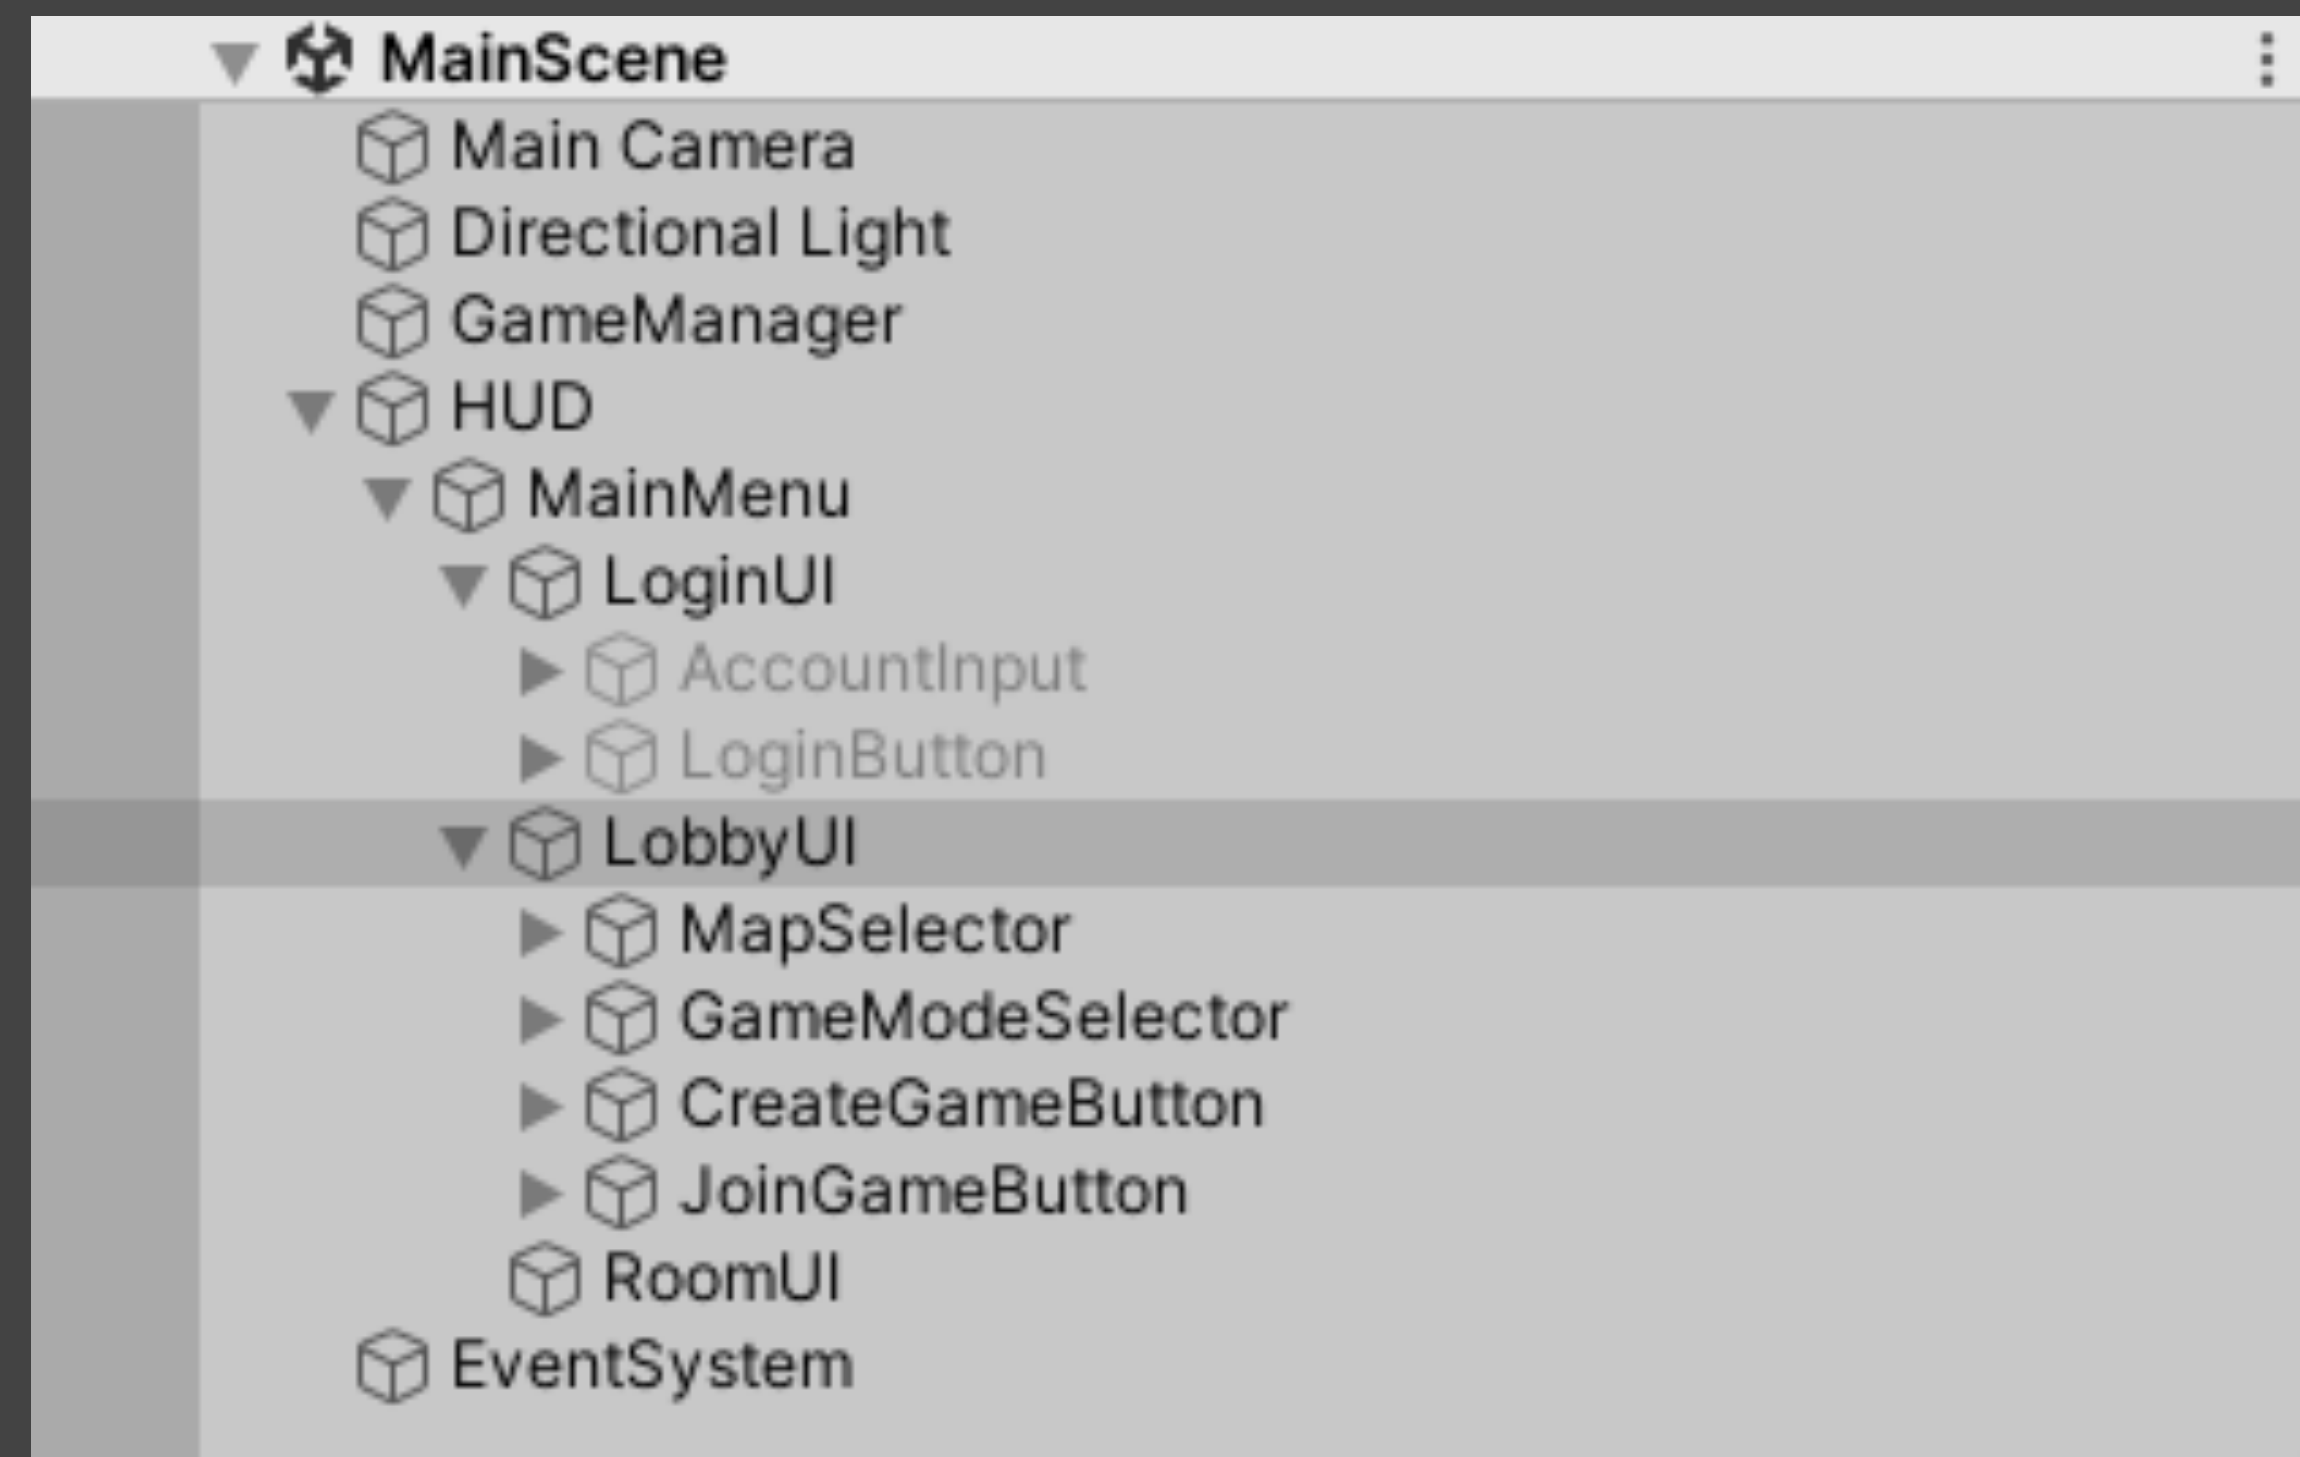 MainScene
Main Camera
Directional Light
GameManager
HUD
MainMenu
LoginUI
AccountInput
LoginButton
LobbyUI
MapSelector
GameModeSelector
CreateGameButton
JoinGameButton
RoomUI
EventSystem